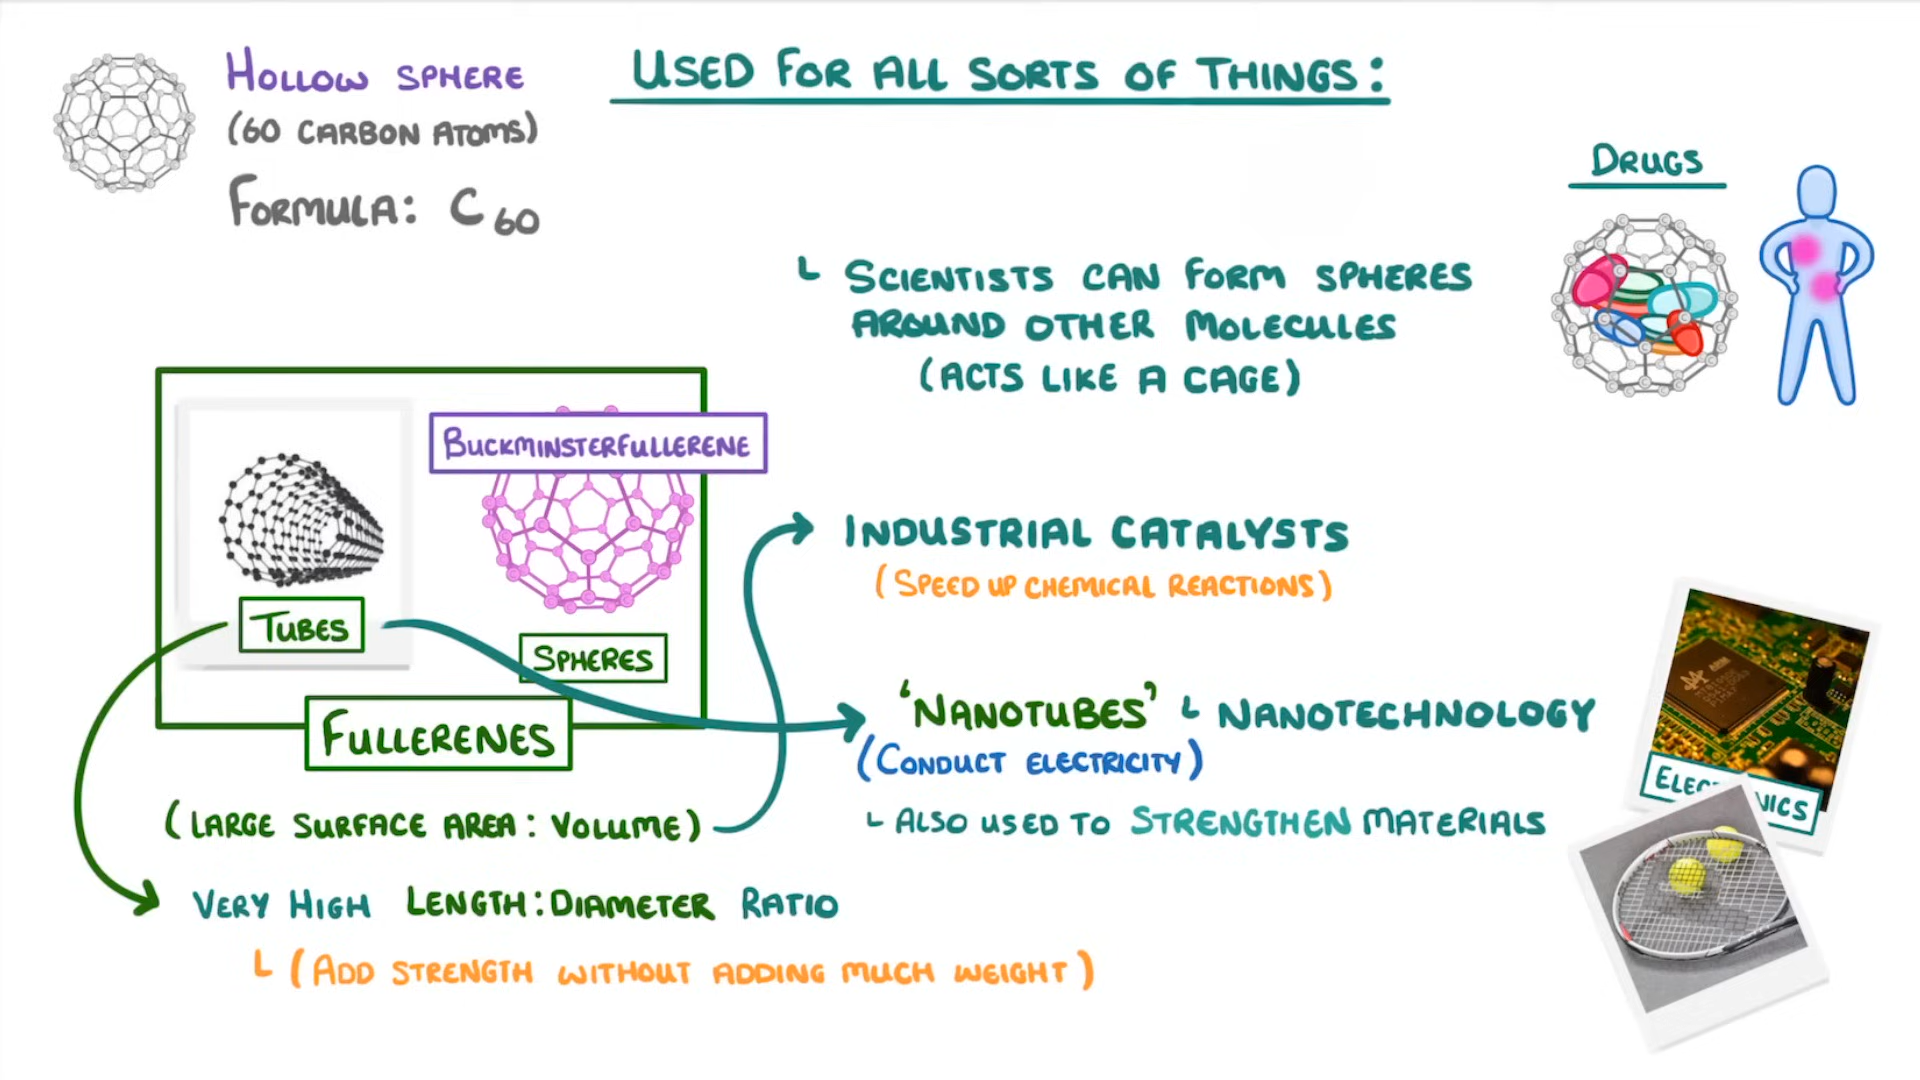 HOLLOW SPHERE
(60 CARBON ATOMS)
FORMULA: C60
USED FOR ALL SORTS OF THINGS:
DRUGS
SCIENTISTS CAN FORM SPHERES
AROUND OTHER MOLECULES
(ACTS LIKE A CAGE)
BUCKMINSTERFULLERENE
TUBES
SPHERES
FULLERENES
(LARGE SURFACE AREA: VOLUME)
VERY HIGH LENGTH:DIAMETER RATIO
(ADD STRENGTH WITHOUT ADDING MUCH WEIGHT)
INDUSTRIAL CATALYSTS
(SPEED UP CHEMICAL REACTIONS)
'NANOTUBES' NANOTECHNOLOGY
(CONDUCT ELECTRICITY)
ALSO USED TO STRENGTHEN MATERIALS